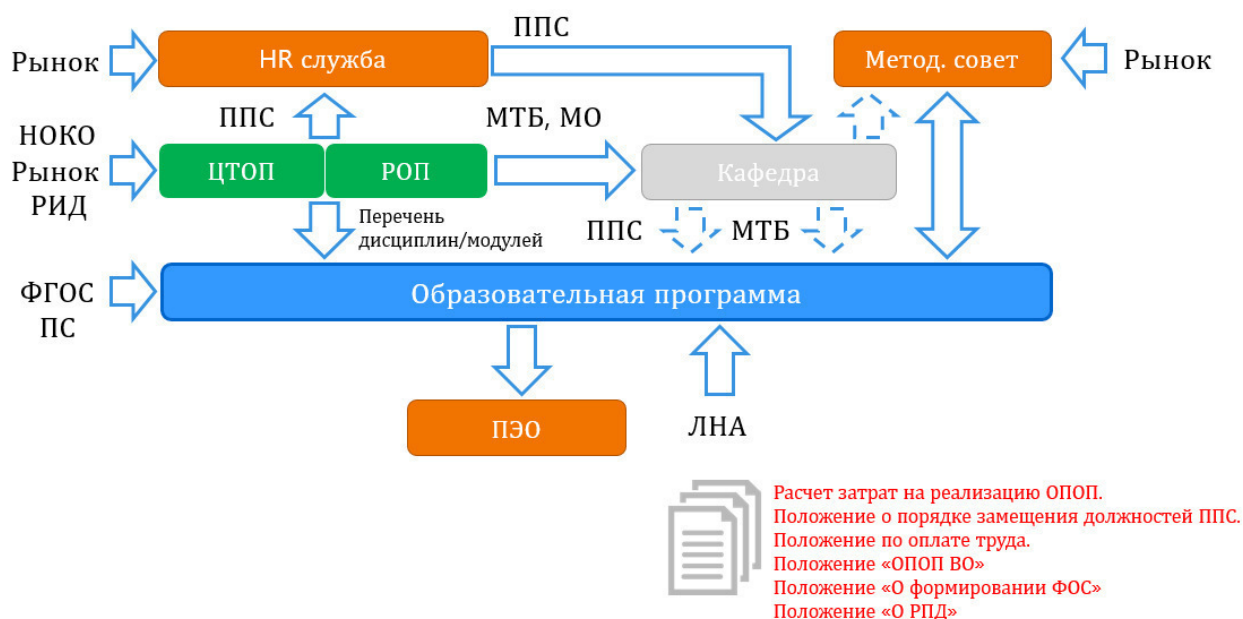 ППС
Рынок
HR служба
Метод. совет
Рынок
ППС
МТБ, МО
НОКО
Рынок
РИД
ЦТОП
РОП
Кафедра
Перечень
дисциплин/модулей
ППС
МТБ
ФГОС
ПС
Образовательная программа
ПЭО
ЛНА
Расчет затрат на реализацию ОПОП.
Положение о порядке замещения должностей ППС.
Положение по оплате труда.
Положение «ОПОП ВО»
Положение «О формировании ФОС»
Положение «О РПД»